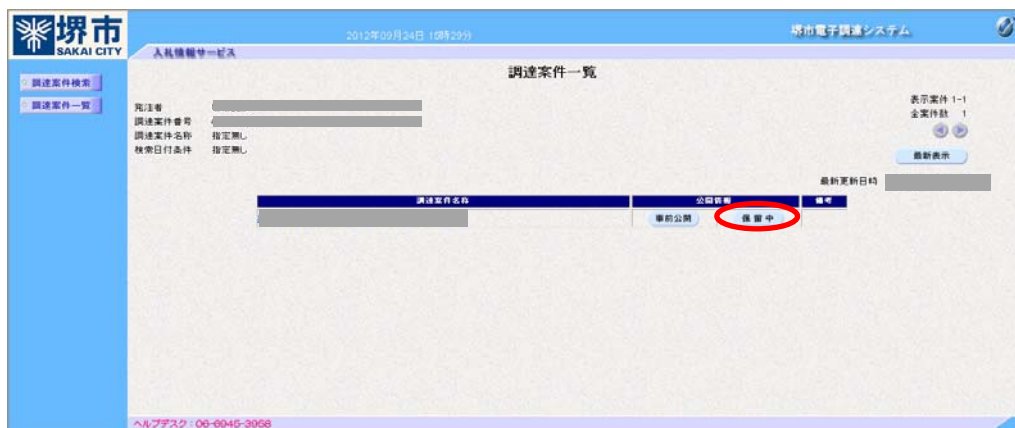 堺市
SAKAI CITY
2012年09月24日 15時29分
堺市電子調達システム
入札情報サービス
調達案件検索
調達案件一覧
調達案件一覧
発注者
調達案件番号
調達案件名称 指定無し
検索日付条件 指定無し
表示案件 1-1
全案件数 1
最新表示
最新更新日時
調達案件名称 公開情報 備考
事前公開 保留中
ヘルプデスク：06-6945-3958